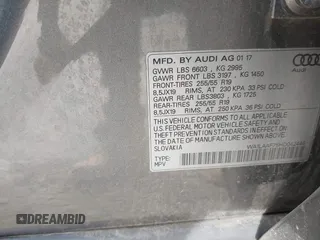 MFD. BY AUDI AG 01 17
GVWR LBS 6603 , KG 2995
GAWR FRONT LBS 3197 , KG 1450
FRONT-TIRES 255/55 R19
8,5JX19 RIMS, AT 230 KPA 33 PSI COLD
GAWR REAR LBS3803 , KG 1725
REAR-TIRES 255/55 R19
8,5JX19 RIMS, AT 250 KPA 36 PSI COLD
THIS VEHICLE CONFORMS TO ALL APPLICABLE
U.S. FEDERAL MOTOR VEHICLE SAFETY AND THEFT
PREVENTION STANDARDS IN EFFECT ON
THE DATE OF MANUFACTURE SHOWN ABOVE
SLOVAKIA
TYPE:
MPV
Audi
DREAMBID